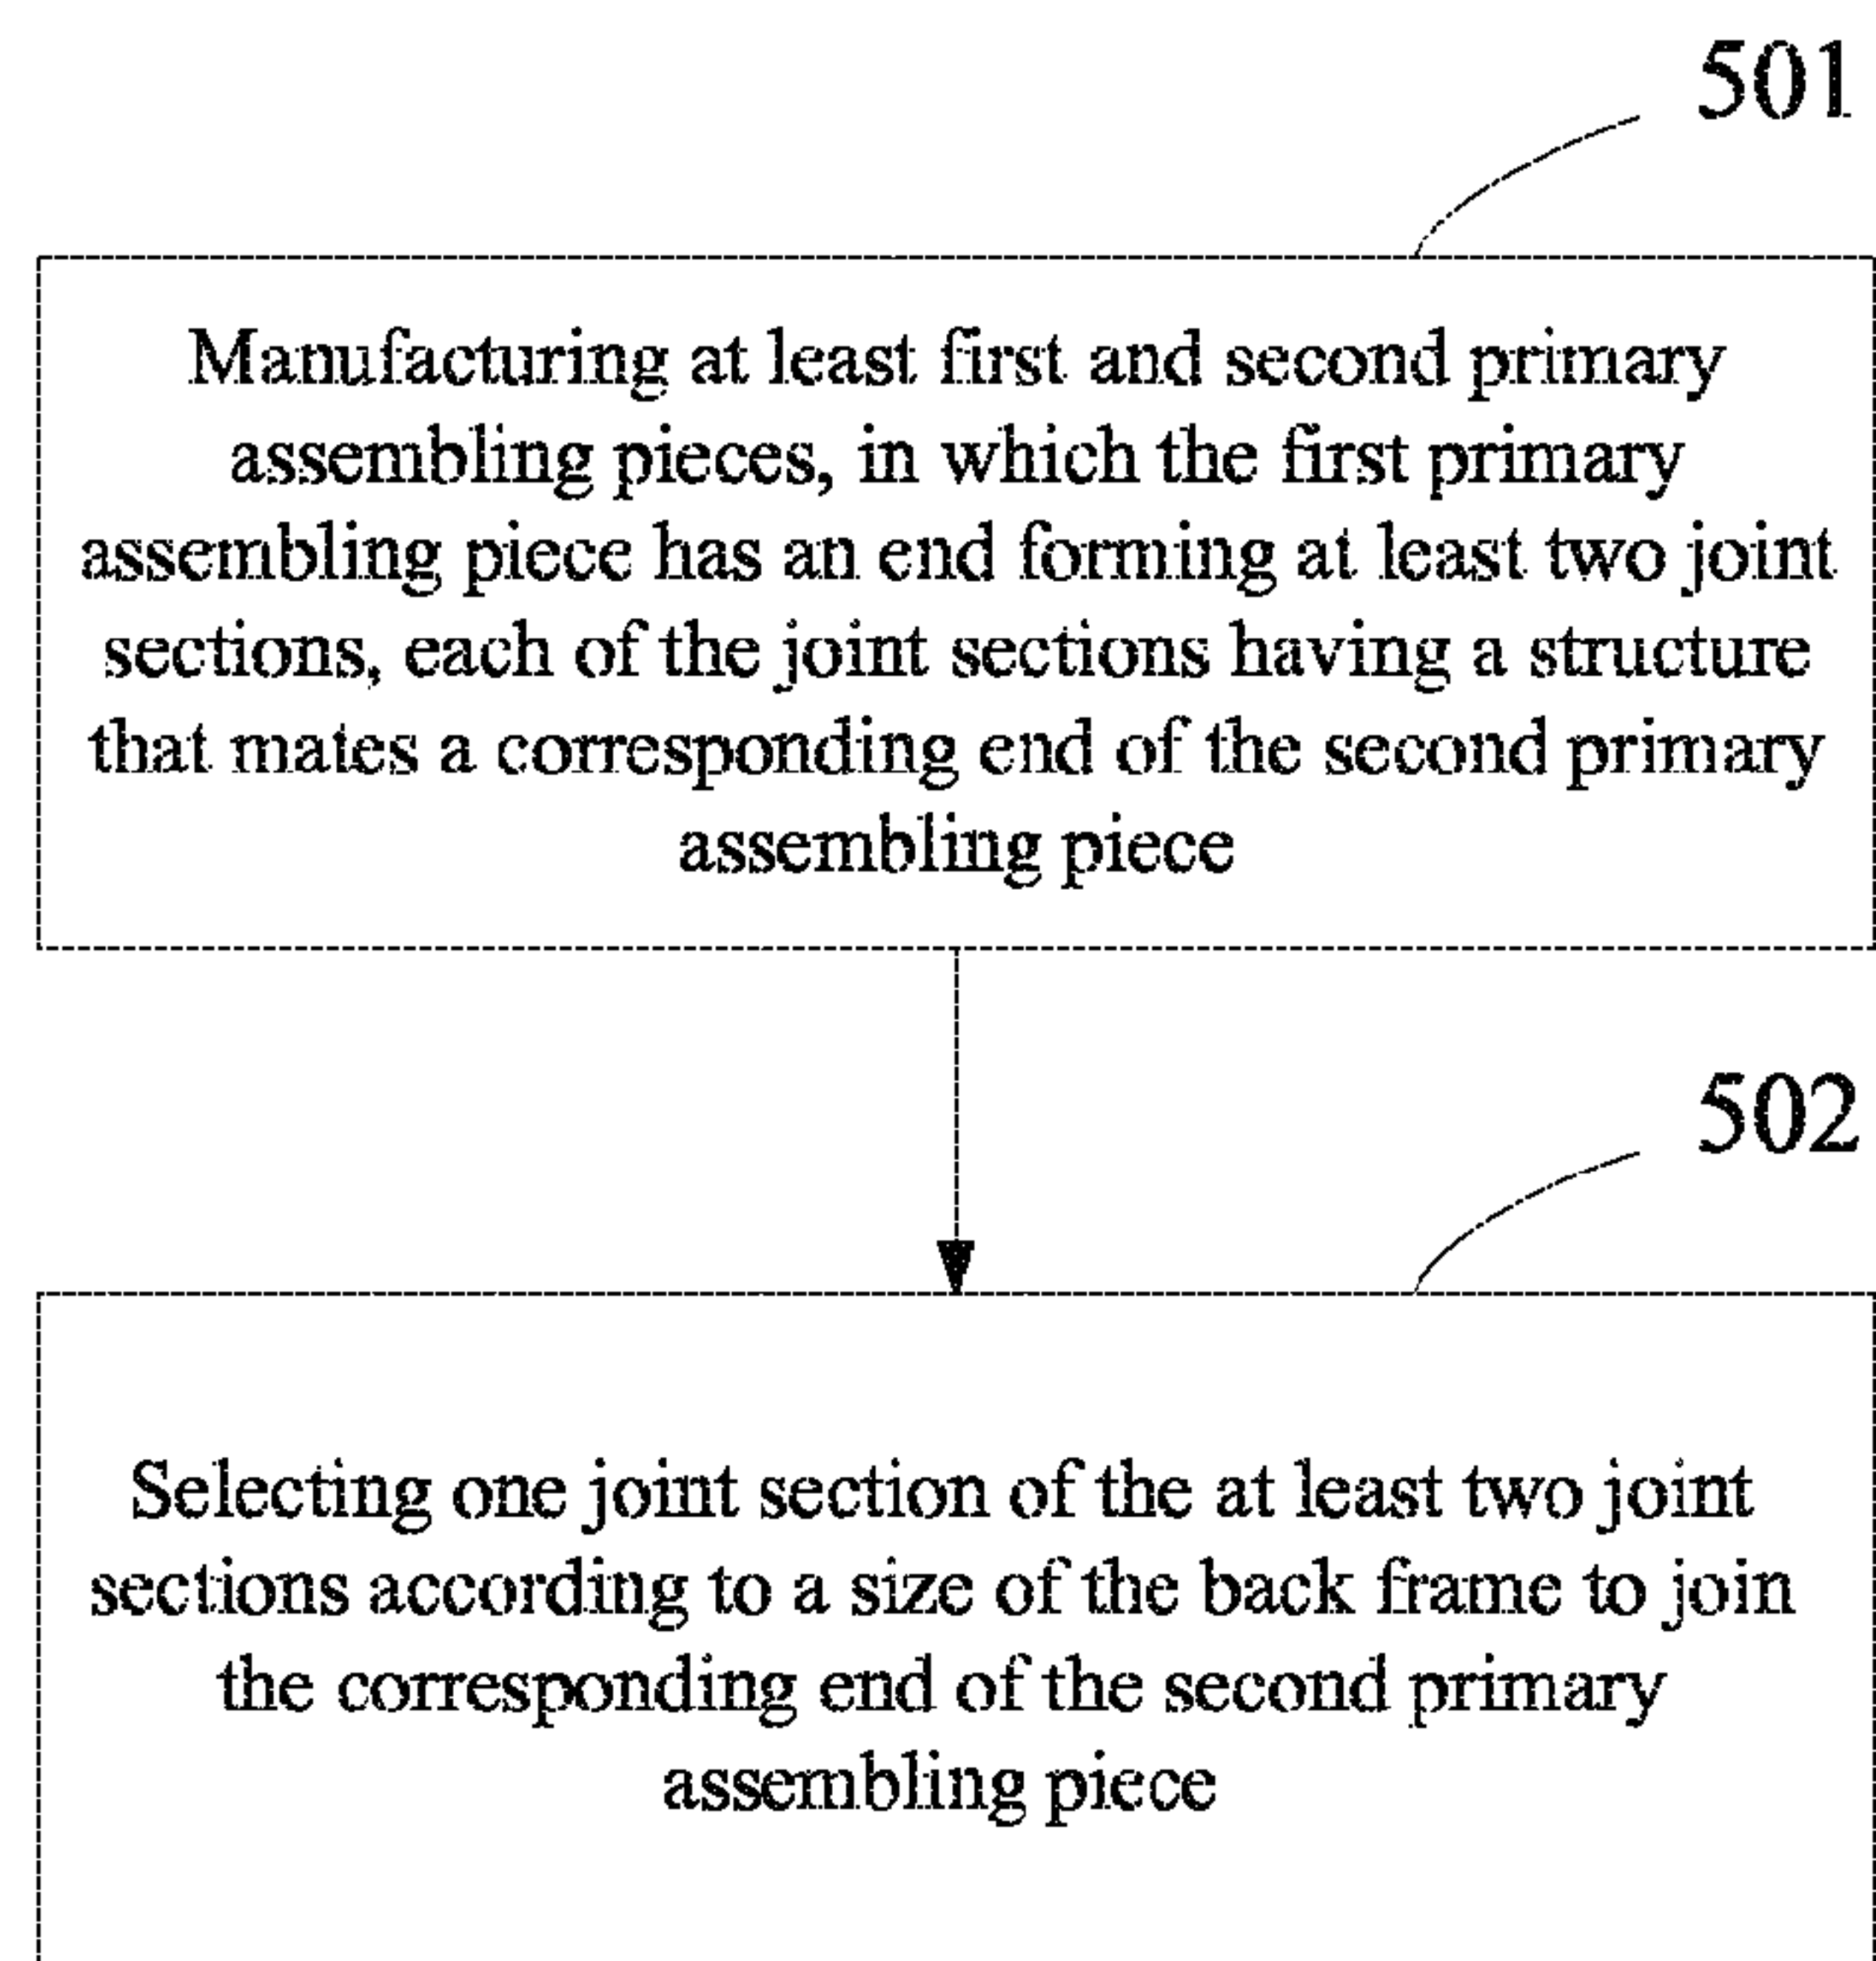 501
Manufacturing at least first and second primary
assembling pieces, in which the first primary
assembling piece has an end forming at least two joint
sections, each of the joint sections having a structure
that mates a corresponding end of the second primary
assembling piece
502
Selecting one joint section of the at least two joint
sections according to a size of the back frame to join
the corresponding end of the second primary
assembling piece